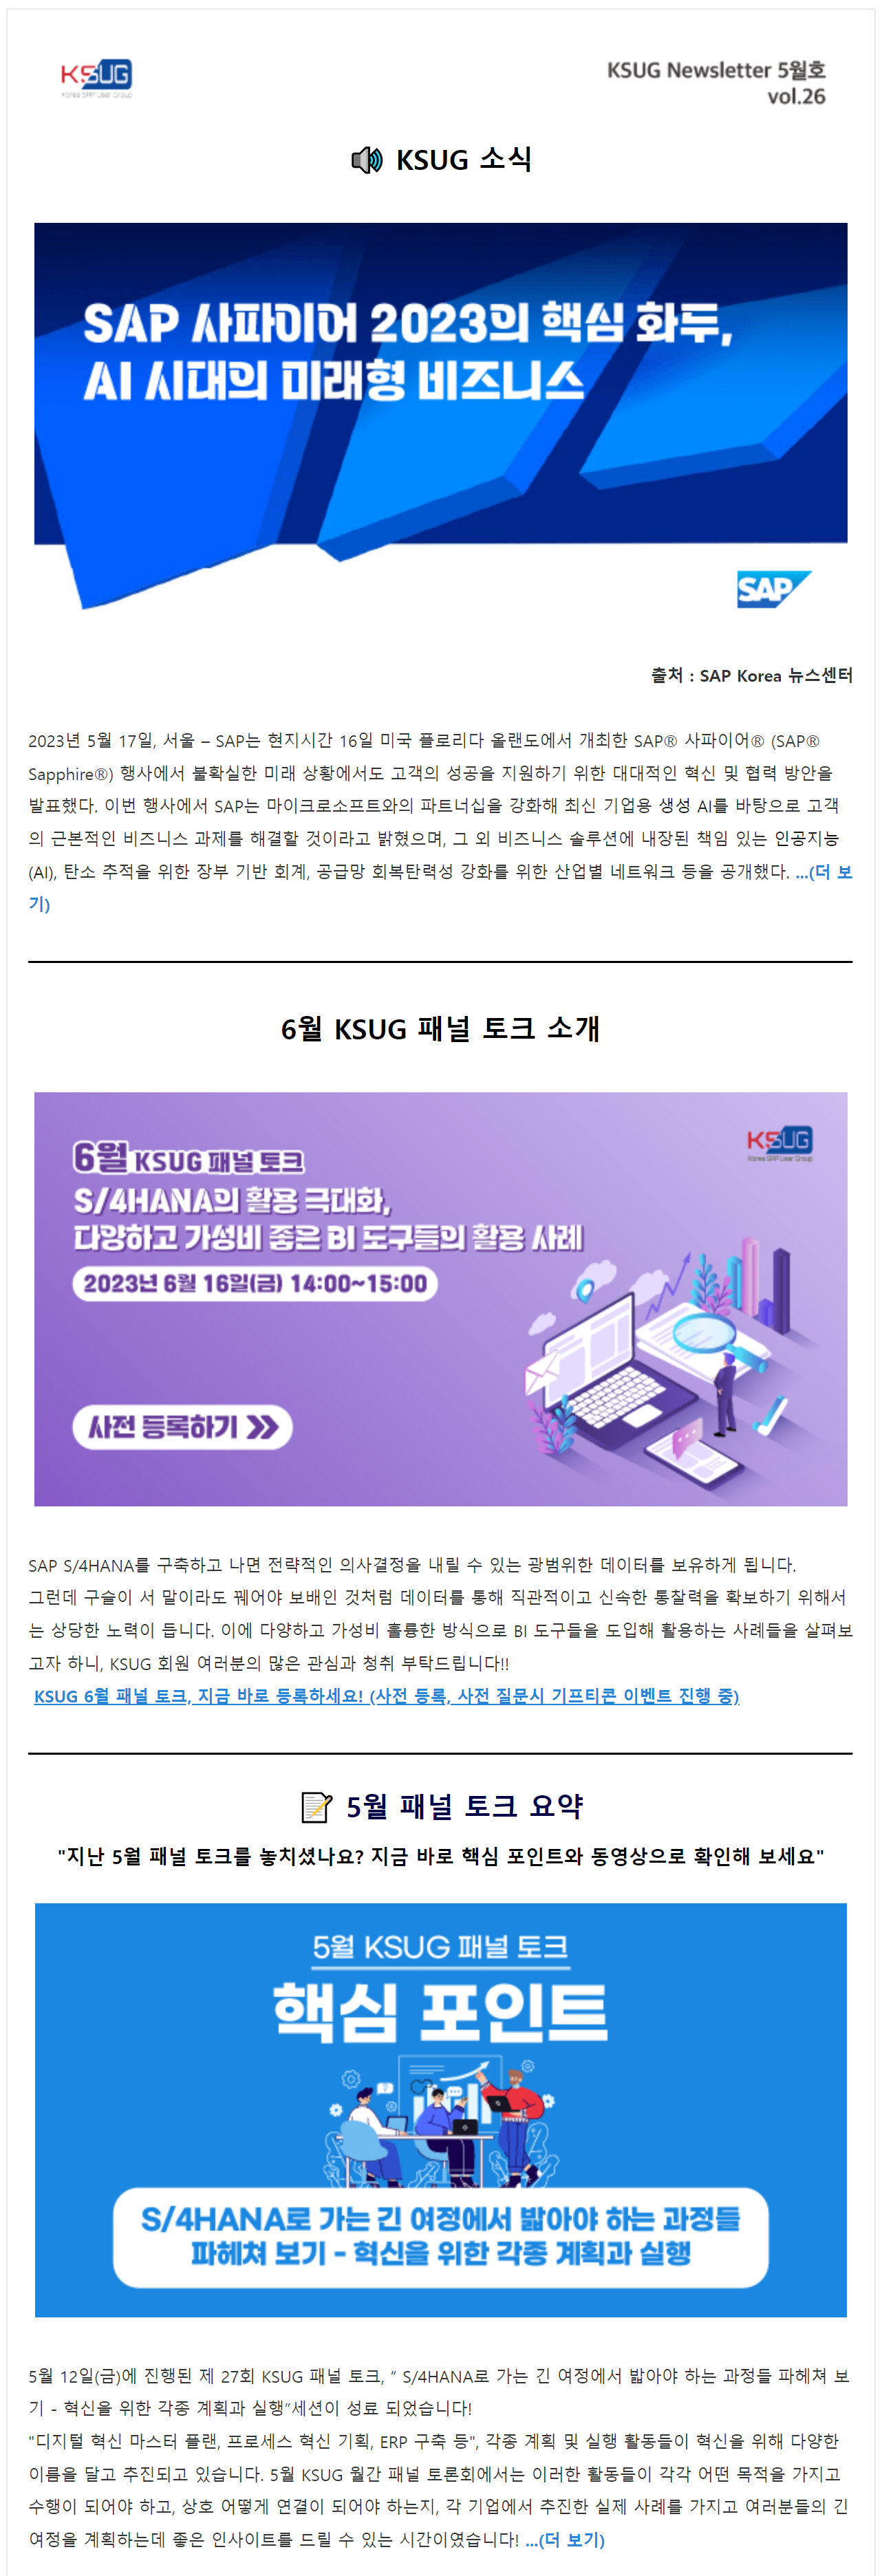 KSUG
Korea SAP User Group
KSUG Newsletter 5월호
vol.26
KSUG 소식
SAP 사파이어 2023의 핵심 화두,
AI 시대의 미래형 비즈니스
SAP
출처 : SAP Korea 뉴스센터
2023년 5월 17일, 서울 – SAP는 현지시간 16일 미국 플로리다 올랜도에서 개최한 SAP® 사파이어® (SAP®
Sapphire®) 행사에서 불확실한 미래 상황에서도 고객의 성공을 지원하기 위한 대대적인 혁신 및 협력 방안을
발표했다. 이번 행사에서 SAP는 마이크로소프트와의 파트너십을 강화해 최신 기업용 생성 AI를 바탕으로 고객
의 근본적인 비즈니스 과제를 해결할 것이라고 밝혔으며, 그 외 비즈니스 솔루션에 내장된 책임 있는 인공지능
(AI), 탄소 추적을 위한 장부 기반 회계, 공급망 회복탄력성 강화를 위한 산업별 네트워크 등을 공개했다. ...(더 보
기)
6월 KSUG 패널 토크 소개
KSUG
Korea SAP User Group
6월 KSUG 패널 토크
S/4HANA의 활용 극대화,
다양하고 가성비 좋은 BI 도구들의 활용 사례
2023년 6월 16일(금) 14:00~15:00
사전 등록하기
SAP S/4HANA를 구축하고 나면 전략적인 의사결정을 내릴 수 있는 광범위한 데이터를 보유하게 됩니다.
그런데 구슬이 서 말이라도 꿰어야 보배인 것처럼 데이터를 통해 직관적이고 신속한 통찰력을 확보하기 위해서
는 상당한 노력이 듭니다. 이에 다양하고 가성비 훌륭한 방식으로 BI 도구들을 도입해 활용하는 사례들을 살펴보
고자 하니, KSUG 회원 여러분의 많은 관심과 청취 부탁드립니다!!
KSUG 6월 패널 토크, 지금 바로 등록하세요! (사전 등록, 사전 질문시 기프티콘 이벤트 진행 중)
5월 패널 토크 요약
"지난 5월 패널 토크를 놓치셨나요? 지금 바로 핵심 포인트와 동영상으로 확인해 보세요"
5월 KSUG 패널 토크
핵심 포인트
S/4HANA로 가는 긴 여정에서 밟아야 하는 과정들
파헤쳐 보기 - 혁신을 위한 각종 계획과 실행
5월 12일(금)에 진행된 제 27회 KSUG 패널 토크, “ S/4HANA로 가는 긴 여정에서 밟아야 하는 과정들 파헤쳐 보
기 - 혁신을 위한 각종 계획과 실행”세션이 성료 되었습니다!
"디지털 혁신 마스터 플랜, 프로세스 혁신 기획, ERP 구축 등", 각종 계획 및 실행 활동들이 혁신을 위해 다양한
이름을 달고 추진되고 있습니다. 5월 KSUG 월간 패널 토론회에서는 이러한 활동들이 각각 어떤 목적을 가지고
수행이 되어야 하고, 상호 어떻게 연결이 되어야 하는지, 각 기업에서 추진한 실제 사례를 가지고 여러분들의 긴
여정을 계획하는데 좋은 인사이트를 드릴 수 있는 시간이였습니다! ...(더 보기)